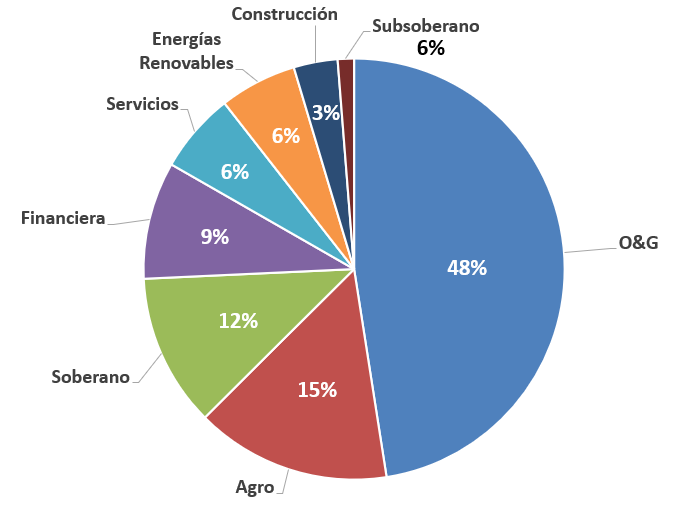 Construcción
Subsoberano
6%
Energías
Renovables
Servicios
3%
6%
6%
Financiera
9%
O&G
48%
12%
Soberano
15%
Agro